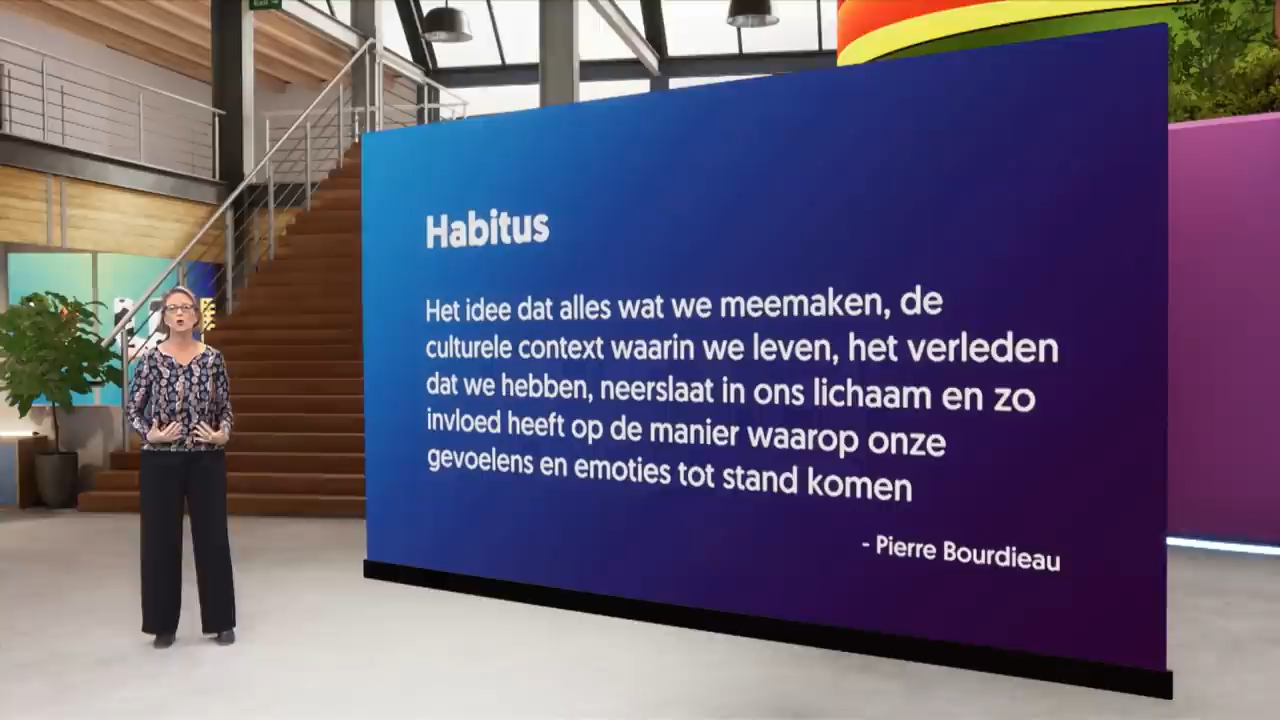 Habitus
Het idee dat alles wat we meemaken, de
culturele context waarin we leven, het verleden
dat we hebben, neerslaat in ons lichaam en zo
invloed heeft op de manier waarop onze
gevoelens en emoties tot stand komen
- Pierre Bourdieau